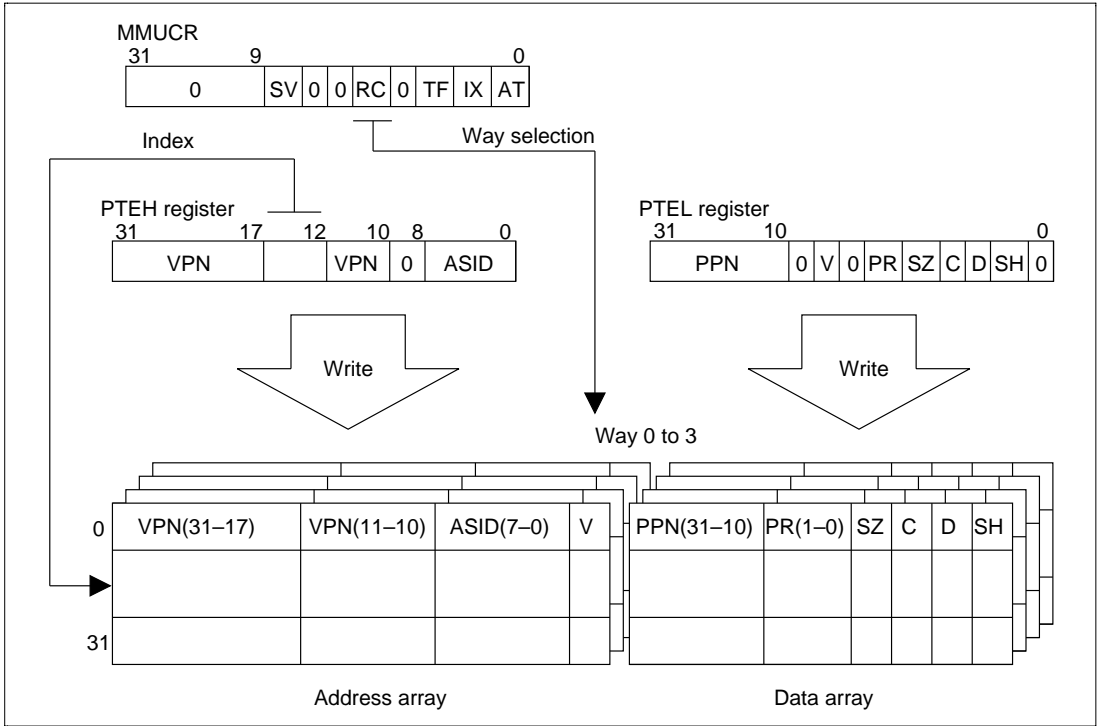 MMUCR
31 9 0
0 SV 0 0 RC 0 TF IX AT
Index
Way selection
PTEH register
31 17 12 10 8 0
VPN VPN 0 ASID
PTEL register
31 10 0
PPN 0 V 0 PR SZ C D SH 0
Write
Write
Way 0 to 3
0 VPN(31–17) VPN(11–10) ASID(7–0) V PPN(31–10) PR(1–0) SZ C D SH
31
Address array
Data array